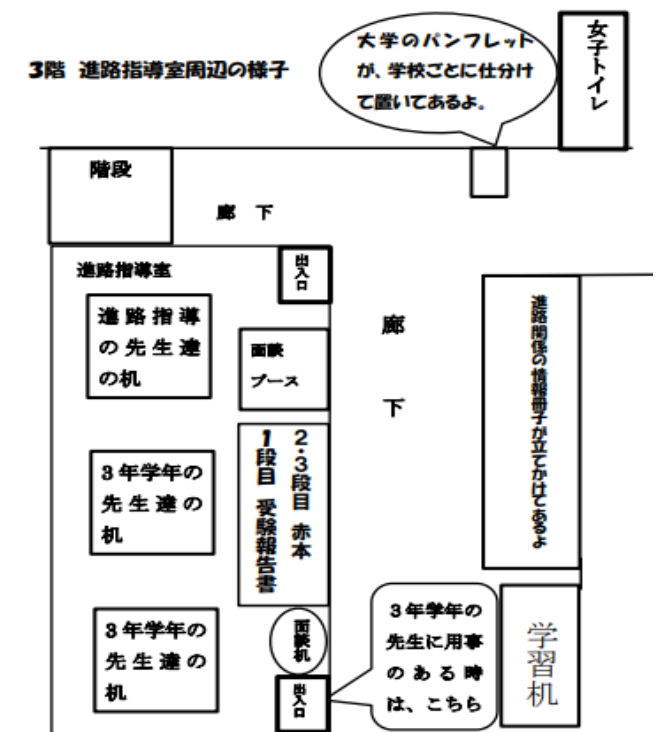 3階 進路指導室周辺の様子
大学のパンフレット
が、学校ごとに仕分け
て置いてあるよ。
女子トイレ
階段
廊 下
進路指導室
出入口
進路指導
の先生達
の机
面談
ブース
廊
下
進路関係の情報冊子が立てかけてあるよ
3年学年の
先生達の
机
2・3段目 赤本
1段目 受験報告書
3年学年の
先生達の
机
面談机
出入口
3年学年の
先生に用事
のある時
は、こちら
学習机